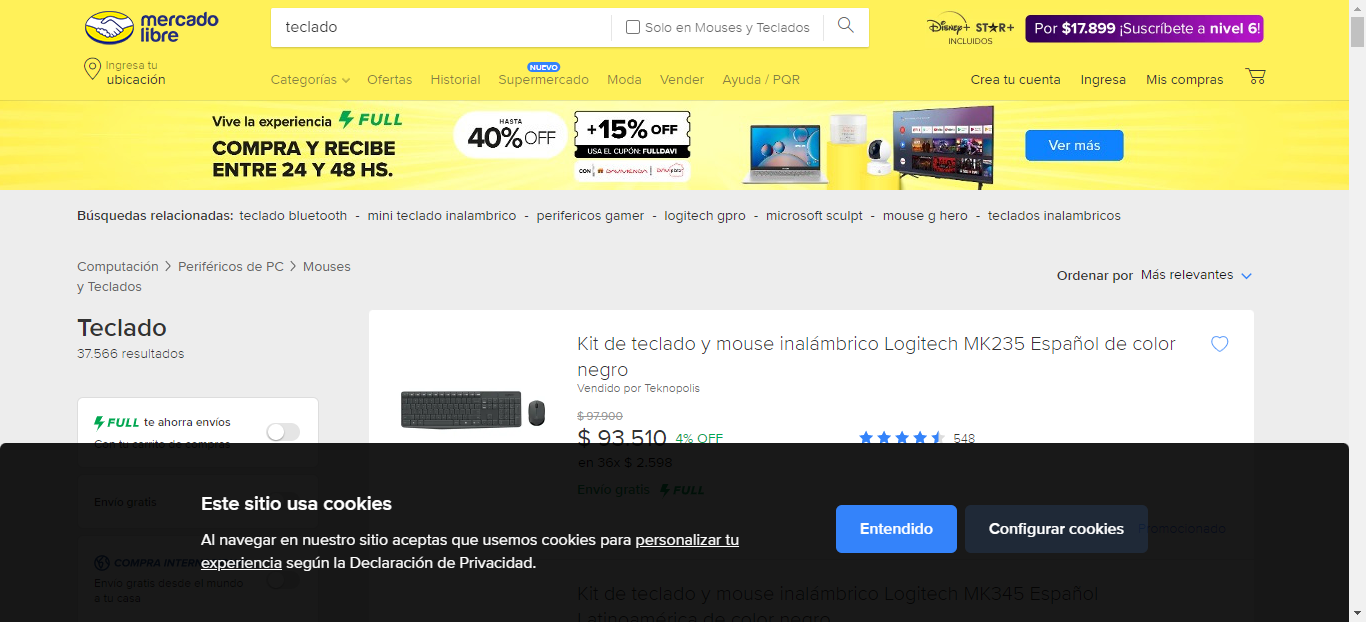 mercado
libre
teclado
Solo en Mouses y Teclados
Disney+ STAR+
INCLUIDOS
Por $17.899 ¡Suscríbete a nivel 6!
Ingresa tu
ubicación
Categorías
Ofertas
Historial
NUEVO
Supermercado
Moda
Vender
Ayuda / PQR
Crea tu cuenta
Ingresa
Mis compras
Vive la experiencia FULL
COMPRA Y RECIBE
ENTRE 24 Y 48 HS.
HASTA
40% OFF
+15% OFF
USA EL CUPÓN: FULLDAVI
CON DAVIVIENDA
Ver más
Búsquedas relacionadas: teclado bluetooth - mini teclado inalambrico - perifericos gamer - logitech gpro - microsoft sculpt - mouse g hero - teclados inalambricos
Computación > Periféricos de PC > Mouses
y Teclados
Ordenar por Más relevantes
Teclado
37.566 resultados
FULL te ahorra envíos
Con tu carrito de compras
Envío gratis
COMPRA INTERN
Envío gratis desde el mundo
a tu casa
Kit de teclado y mouse inalámbrico Logitech MK235 Español de color
negro
Vendido por Teknopolis
$ 97.900
$ 93.510 4% OFF
548
en 36x $ 2.598
Envío gratis FULL
Promocionado
Kit de teclado y mouse inalámbrico Logitech MK345 Español
Latinoamérica de color negro
Este sitio usa cookies
Al navegar en nuestro sitio aceptas que usemos cookies para personalizar tu
experiencia según la Declaración de Privacidad.
Entendido
Configurar cookies